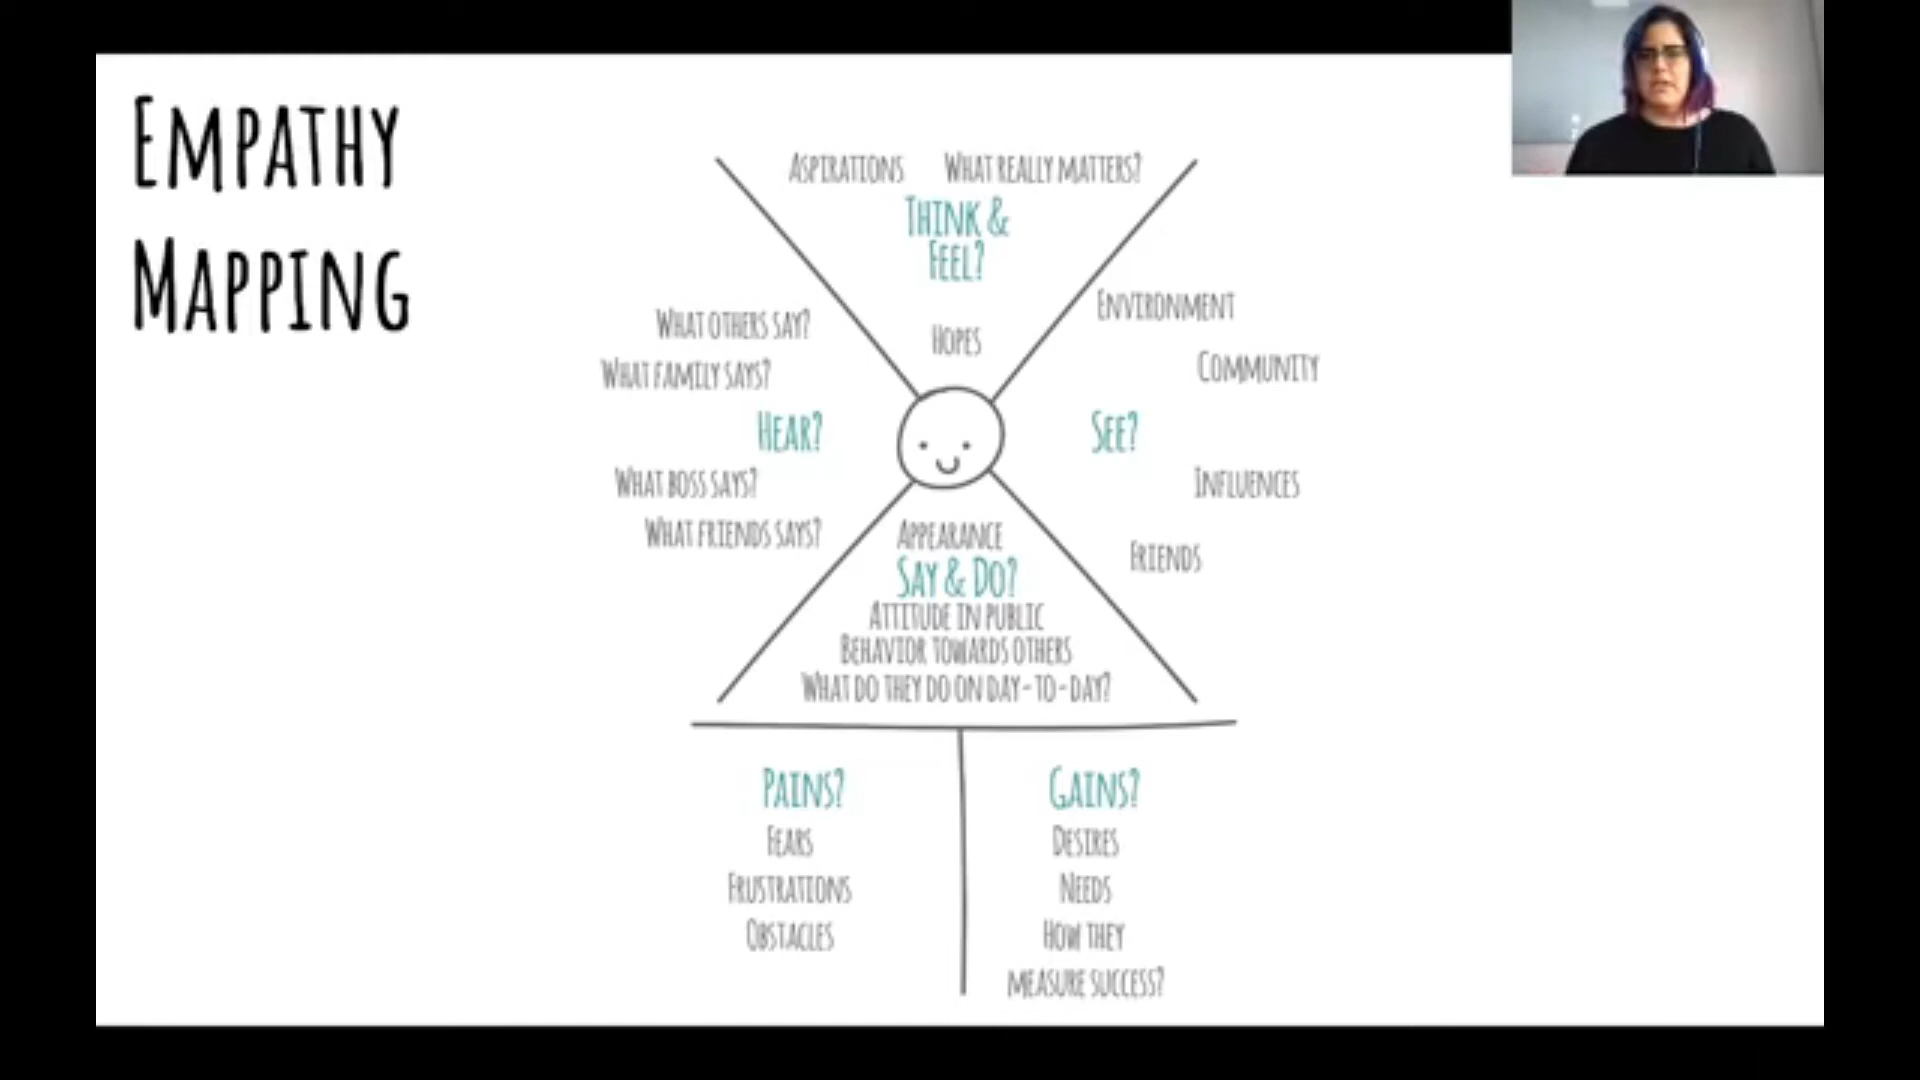 EMPATHY
MAPPING
ASPIRATIONS WHAT REALLY MATTERS?
THINK &
FEEL?
HOPES
WHAT OTHERS SAY?
WHAT FAMILY SAYS?
HEAR?
WHAT BOSS SAYS?
WHAT FRIENDS SAYS?
ENVIRONMENT
COMMUNITY
SEE?
INFLUENCES
FRIENDS
APPEARANCE
SAY & DO?
ATTITUDE IN PUBLIC
BEHAVIOR TOWARDS OTHERS
WHAT DO THEY DO ON DAY-TO-DAY?
PAINS?
FEARS
FRUSTRATIONS
OBSTACLES
GAINS?
DESIRES
NEEDS
HOW THEY
MEASURE SUCCESS?